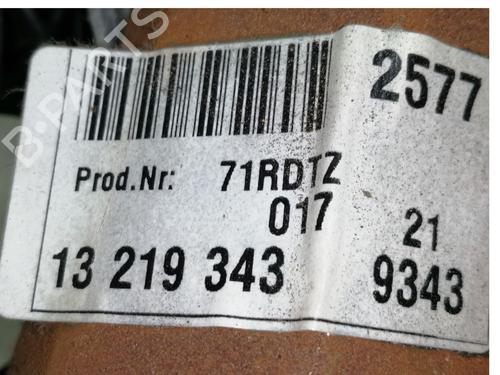 2577
Prod.Nr: 71RDTZ
017 21
13 219 343 9343
B-PARTS